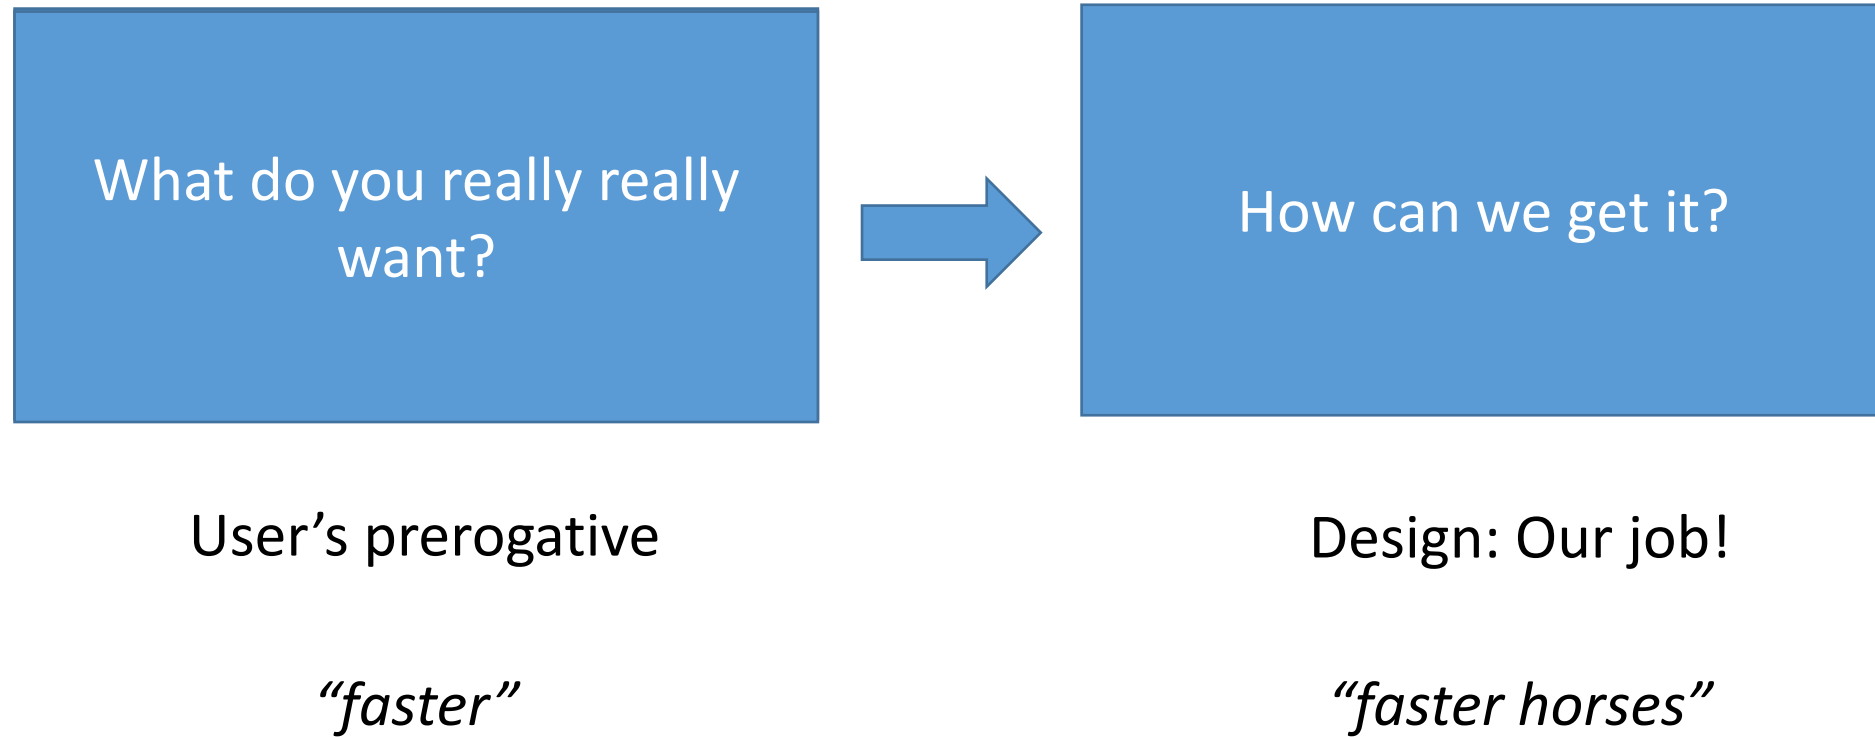 What do you really really
want?
How can we get it?
User’s prerogative
Design: Our job!
“faster”
“faster horses”